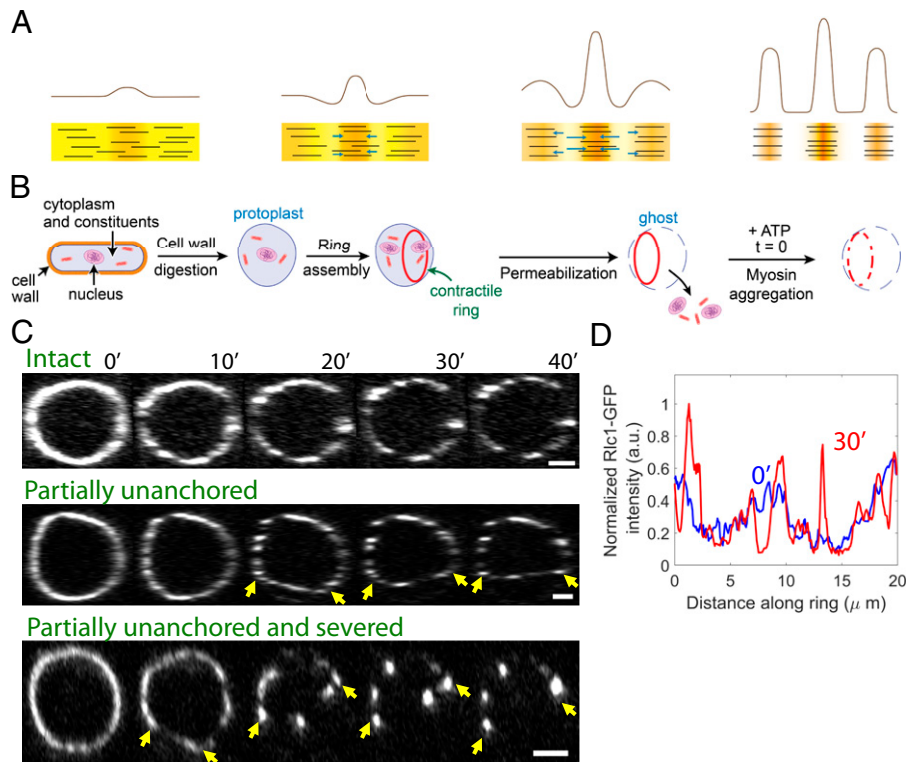 A
B
cytoplasm
and constituents
cell
wall
nucleus
Cell wall
digestion
protoplast
Ring
assembly
contractile
ring
Permeabilization
ghost
+ ATP
t = 0
Myosin
aggregation
C
Intact
0' 10' 20' 30' 40'
Partially unanchored
Partially unanchored and severed
D
Normalized Rlc1-GFP
intensity (a.u.)
1
0.8
0.6
0.4
0.2
0
0'
30'
0 5 10 15 20
Distance along ring (μ m)